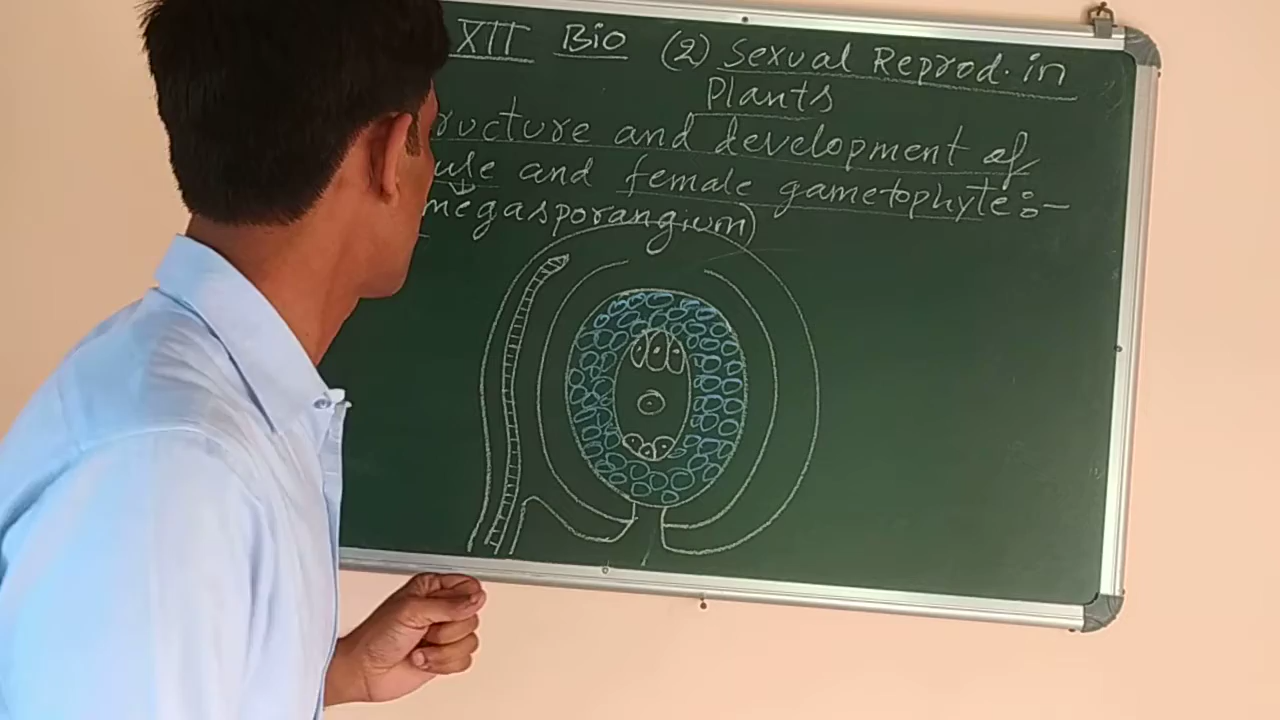 XII Bio (2) Sexual Reprod. in
Plants
ructure and development of
ule and female gametophyte:-
megasporangium)